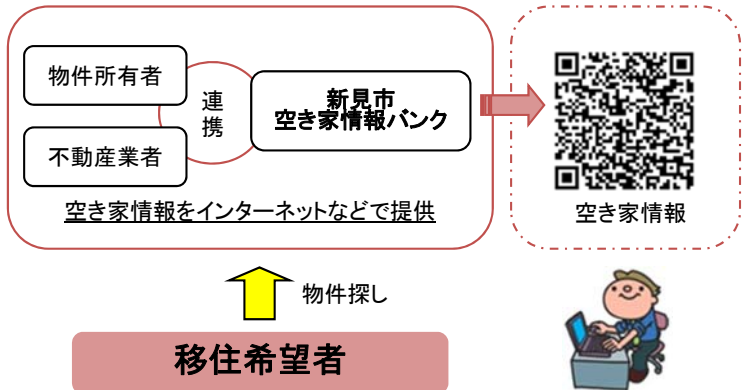 物件所有者
不動産業者
連
携
新見市
空き家情報バンク
空き家情報をインターネットなどで提供
空き家情報
物件探し
移住希望者